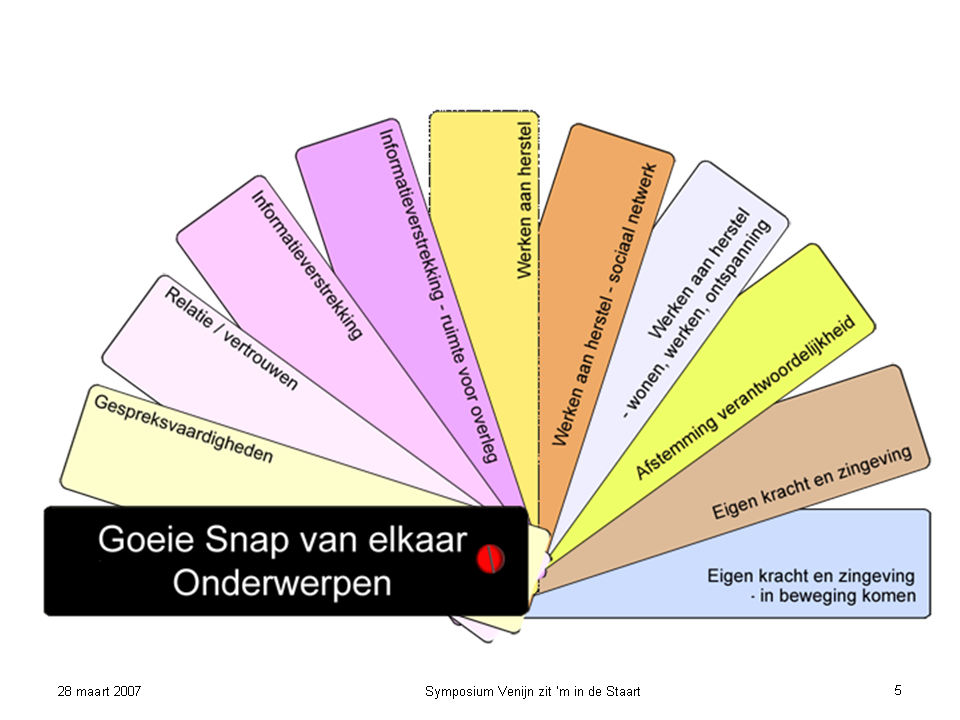 Gespreksvaardigheden
Relatie / vertrouwen
Informatieverstrekking
Informatieverstrekking - ruimte voor overleg
Werken aan herstel
Werken aan herstel - sociaal netwerk
Werken aan herstel
- wonen, werken, ontspanning
Afstemming verantwoordelijkheid
Eigen kracht en zingeving
Eigen kracht en zingeving
- in beweging komen
Goeie Snap van elkaar
Onderwerpen
28 maart 2007
Symposium Venijn zit 'm in de Staart
5